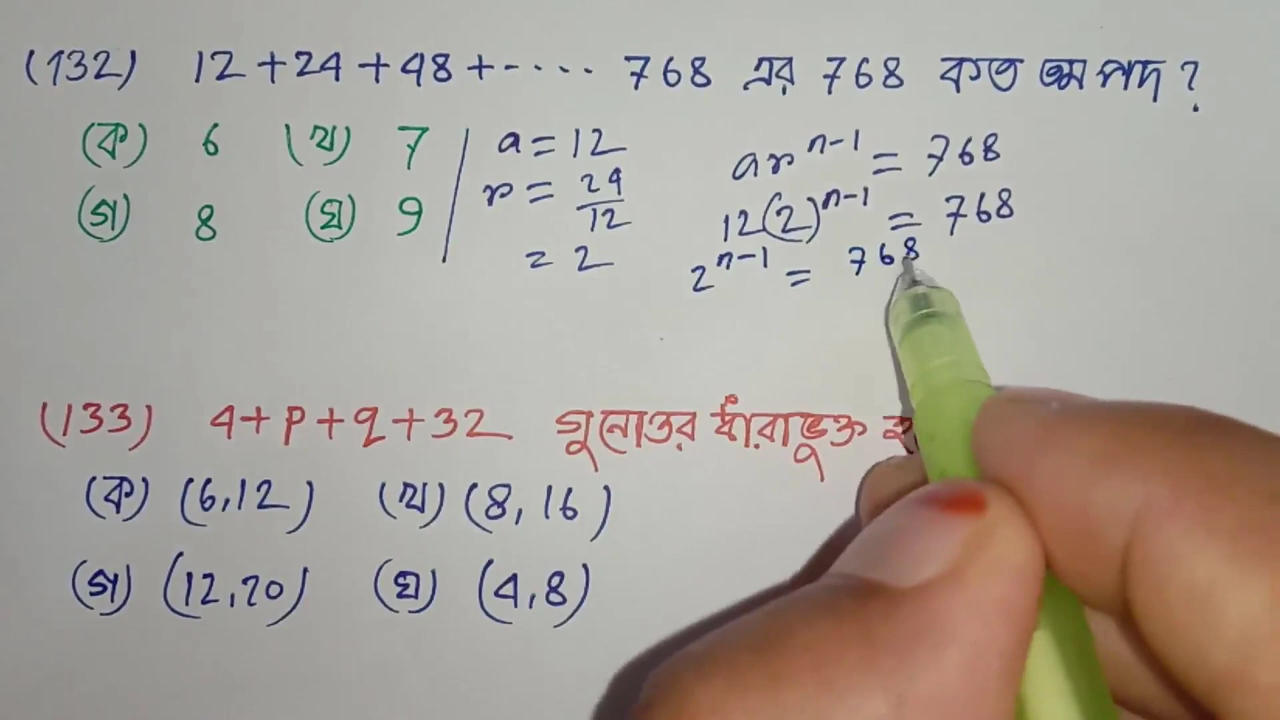 (132) 12+24+48+----- 768 এর 768 কত তম পদ?
(ক) 6 (খ) 7
(গ) 8 (ঘ) 9
a = 12
r = 24/12
= 2
ar^{n-1} = 768
12(2)^{n-1} = 768
2^{n-1} = 768
(133) 4+p+q+32 গুনোত্তর ধাঁরাভুক্ত
(ক) (6,12) (খ) (8,16)
(গ) (12,20) (ঘ) (4,8)